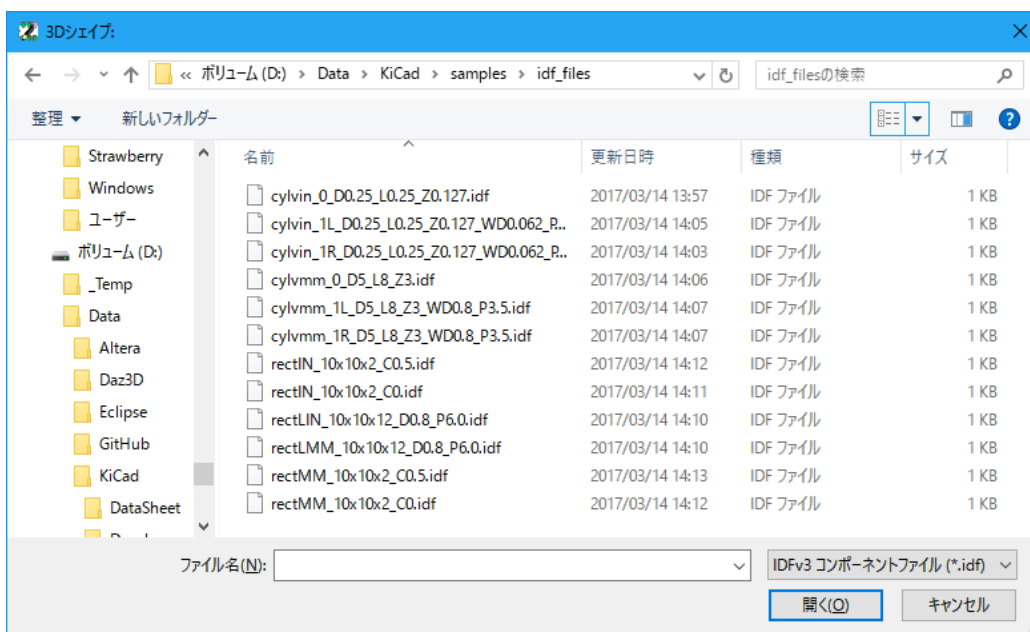 3Dシェイプ:
« ボリューム (D:) › Data › KiCad › samples › idf_files
idf_filesの検索
整理 新しいフォルダー
Strawberry
Windows
ユーザー
ボリューム (D:)
_Temp
Data
Altera
Daz3D
Eclipse
GitHub
KiCad
DataSheet
名前 更新日時 種類 サイズ
cylvin_0_D0.25_L0.25_Z0.127.idf 2017/03/14 13:57 IDF ファイル 1 KB
cylvin_1L_D0.25_L0.25_Z0.127_WD0.062_P... 2017/03/14 14:05 IDF ファイル 1 KB
cylvin_1R_D0.25_L0.25_Z0.127_WD0.062_P... 2017/03/14 14:03 IDF ファイル 1 KB
cylvmm_0_D5_L8_Z3.idf 2017/03/14 14:06 IDF ファイル 1 KB
cylvmm_1L_D5_L8_Z3_WD0.8_P3.5.idf 2017/03/14 14:07 IDF ファイル 1 KB
cylvmm_1R_D5_L8_Z3_WD0.8_P3.5.idf 2017/03/14 14:07 IDF ファイル 1 KB
rectIN_10x10x2_C0.5.idf 2017/03/14 14:12 IDF ファイル 1 KB
rectIN_10x10x2_C0.idf 2017/03/14 14:11 IDF ファイル 1 KB
rectLIN_10x10x12_D0.8_P6.0.idf 2017/03/14 14:10 IDF ファイル 1 KB
rectLMM_10x10x12_D0.8_P6.0.idf 2017/03/14 14:10 IDF ファイル 1 KB
rectMM_10x10x2_C0.5.idf 2017/03/14 14:13 IDF ファイル 1 KB
rectMM_10x10x2_C0.idf 2017/03/14 14:12 IDF ファイル 1 KB
ファイル名(N):
IDFv3 コンポーネントファイル (*.idf)
開く(O) キャンセル